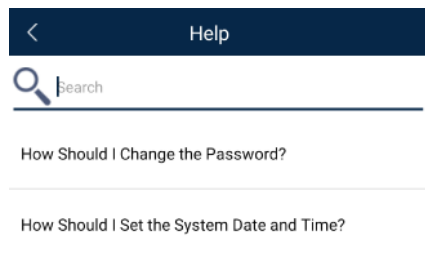 Help
Search
How Should I Change the Password?
How Should I Set the System Date and Time?